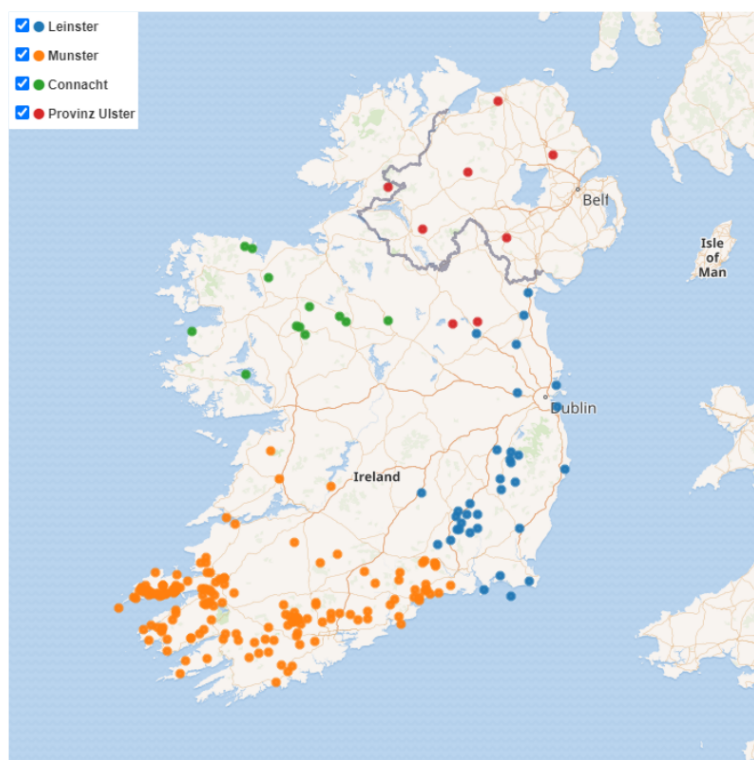 Leinster
Munster
Connacht
Provinz Ulster
Belf
Isle
of
Man
Dublin
Ireland